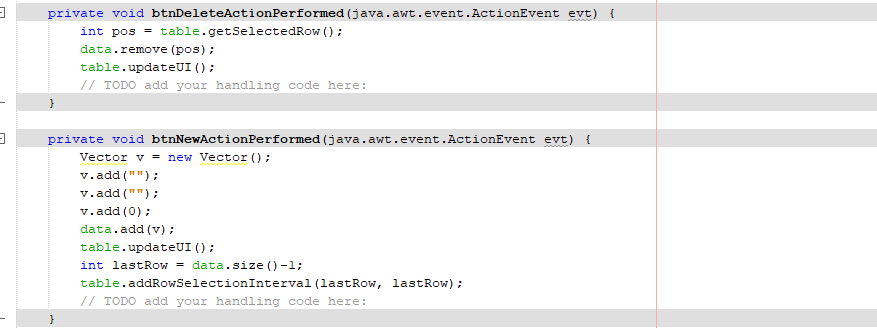 private void btnDeleteActionPerformed(java.awt.event.ActionEvent evt) {
int pos = table.getSelectedRow();
data.remove(pos);
table.updateUI();
// TODO add your handling code here:
}
private void btnNewActionPerformed(java.awt.event.ActionEvent evt) {
Vector v = new Vector();
v.add("");
v.add("");
v.add(0);
data.add(v);
table.updateUI();
int lastRow = data.size()-1;
table.addRowSelectionInterval(lastRow, lastRow);
// TODO add your handling code here:
}